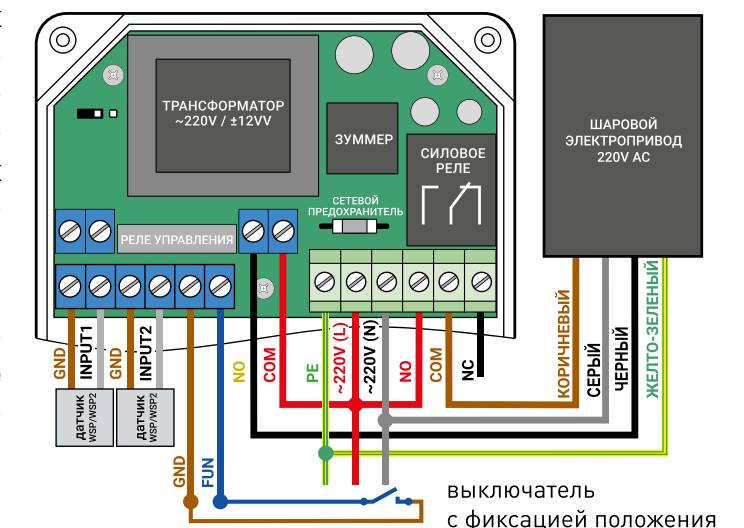 ТРАНСФОРМАТОР
~220V / ±12VV
ЗУММЕР
СИЛОВОЕ
РЕЛЕ
СЕТЕВОЙ
ПРЕДОХРАНИТЕЛЬ
РЕЛЕ УПРАВЛЕНИЯ
ШАРОВОЙ
ЭЛЕКТРОПРИВОД
220V AC
GND
INPUT1
GND
INPUT2
NO
COM
PE
~220V (L)
~220V (N)
NO
COM
NC
КОРИЧНЕВЫЙ
СЕРЫЙ
ЧЕРНЫЙ
ЖЕЛТО-ЗЕЛЕНЫЙ
датчик
WSP/WSP2
датчик
WSP/WSP2
GND
FUN
выключатель
с фиксацией положения